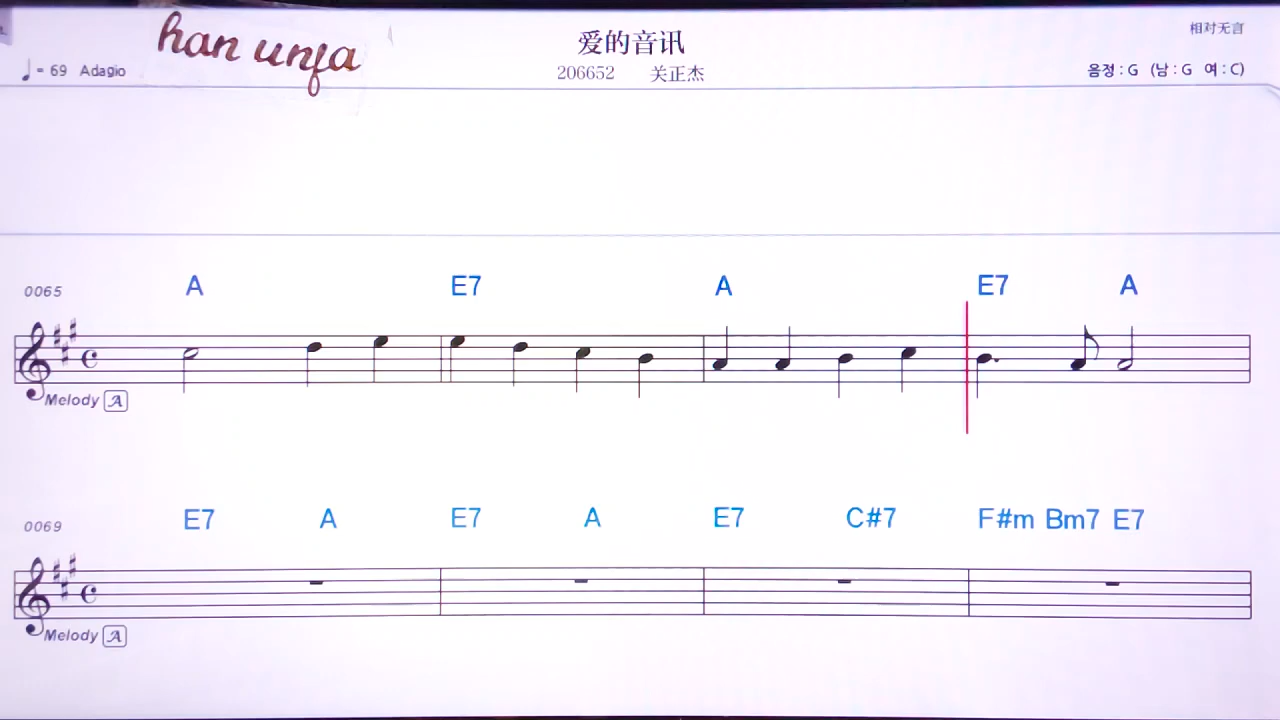 han unja
爱的音讯
相对无言
♩ = 69 Adagio
206652 关正杰
음정 : G (남 : G 여 : C)
A E7 A E7 A
0065
Melody A
E7 A E7 A E7 C#7 F#m Bm7 E7
0069
Melody A